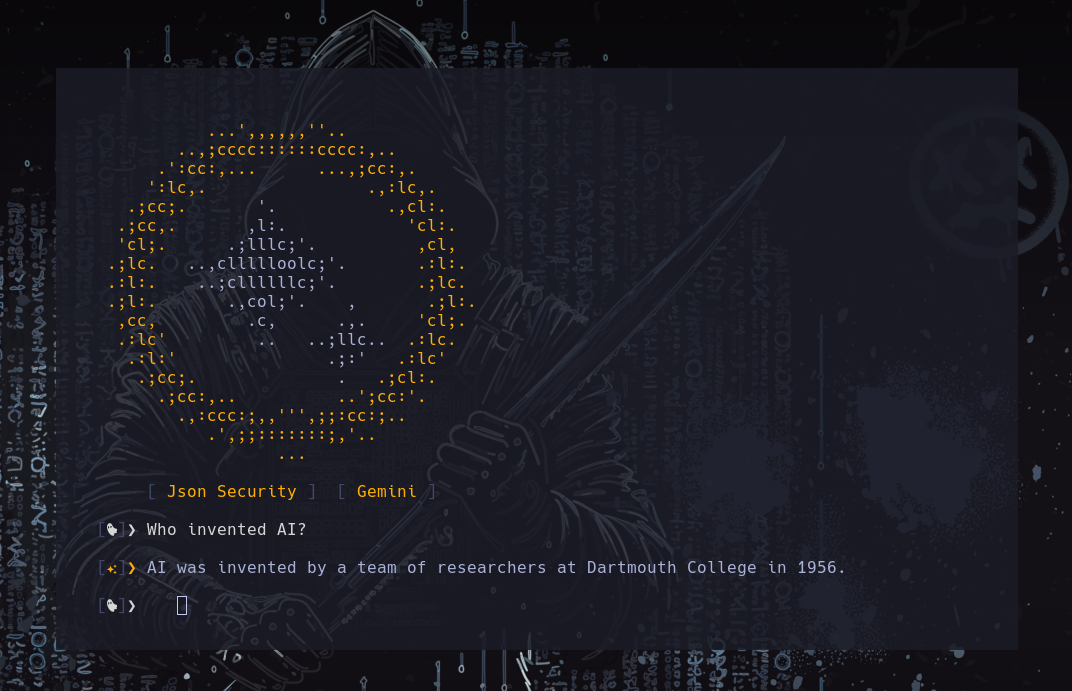 [ Json Security ] [ Gemini ]
[ ]❯ Who invented AI?
[ ]❯ AI was invented by a team of researchers at Dartmouth College in 1956.
[ ]❯